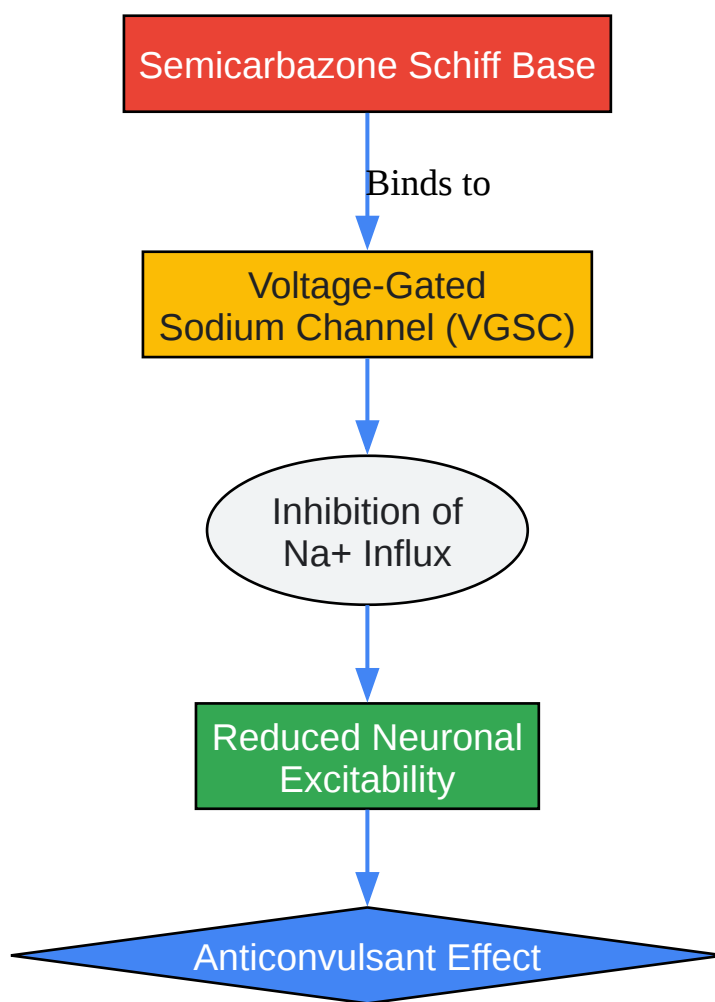 Semicarbazone Schiff Base
Binds to
Voltage-Gated
Sodium Channel (VGSC)
Inhibition of
Na+ Influx
Reduced Neuronal
Excitability
Anticonvulsant Effect